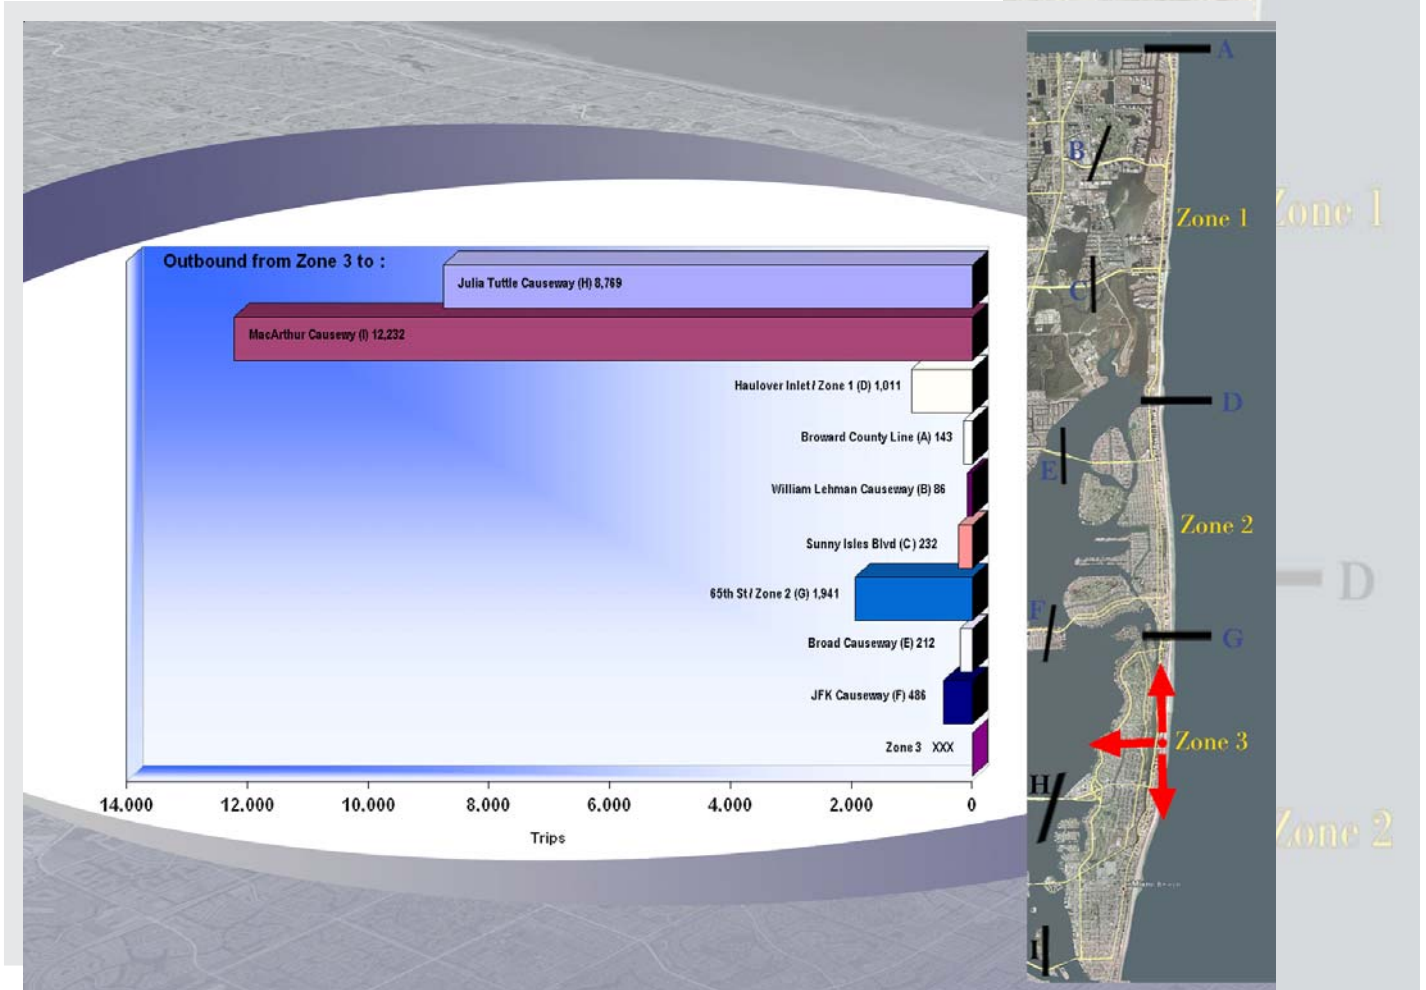 Outbound from Zone 3 to :
Julia Tuttle Causeway (H) 8,769
MacArthur Causewy (I) 12,232
Haulover Inlet / Zone 1 (D) 1,011
Broward County Line (A) 143
William Lehman Causeway (B) 86
Sunny Isles Blvd (C) 232
65th St / Zone 2 (G) 1,941
Broad Causeway (E) 212
JFK Causeway (F) 486
Zone 3 XXX
14.000 12.000 10.000 8.000 6.000 4.000 2.000 0
Trips
A
B
Zone 1
C
D
E
Zone 2
F
G
Zone 3
H
Miami Beach
I
Zone 1
D
Zone 2